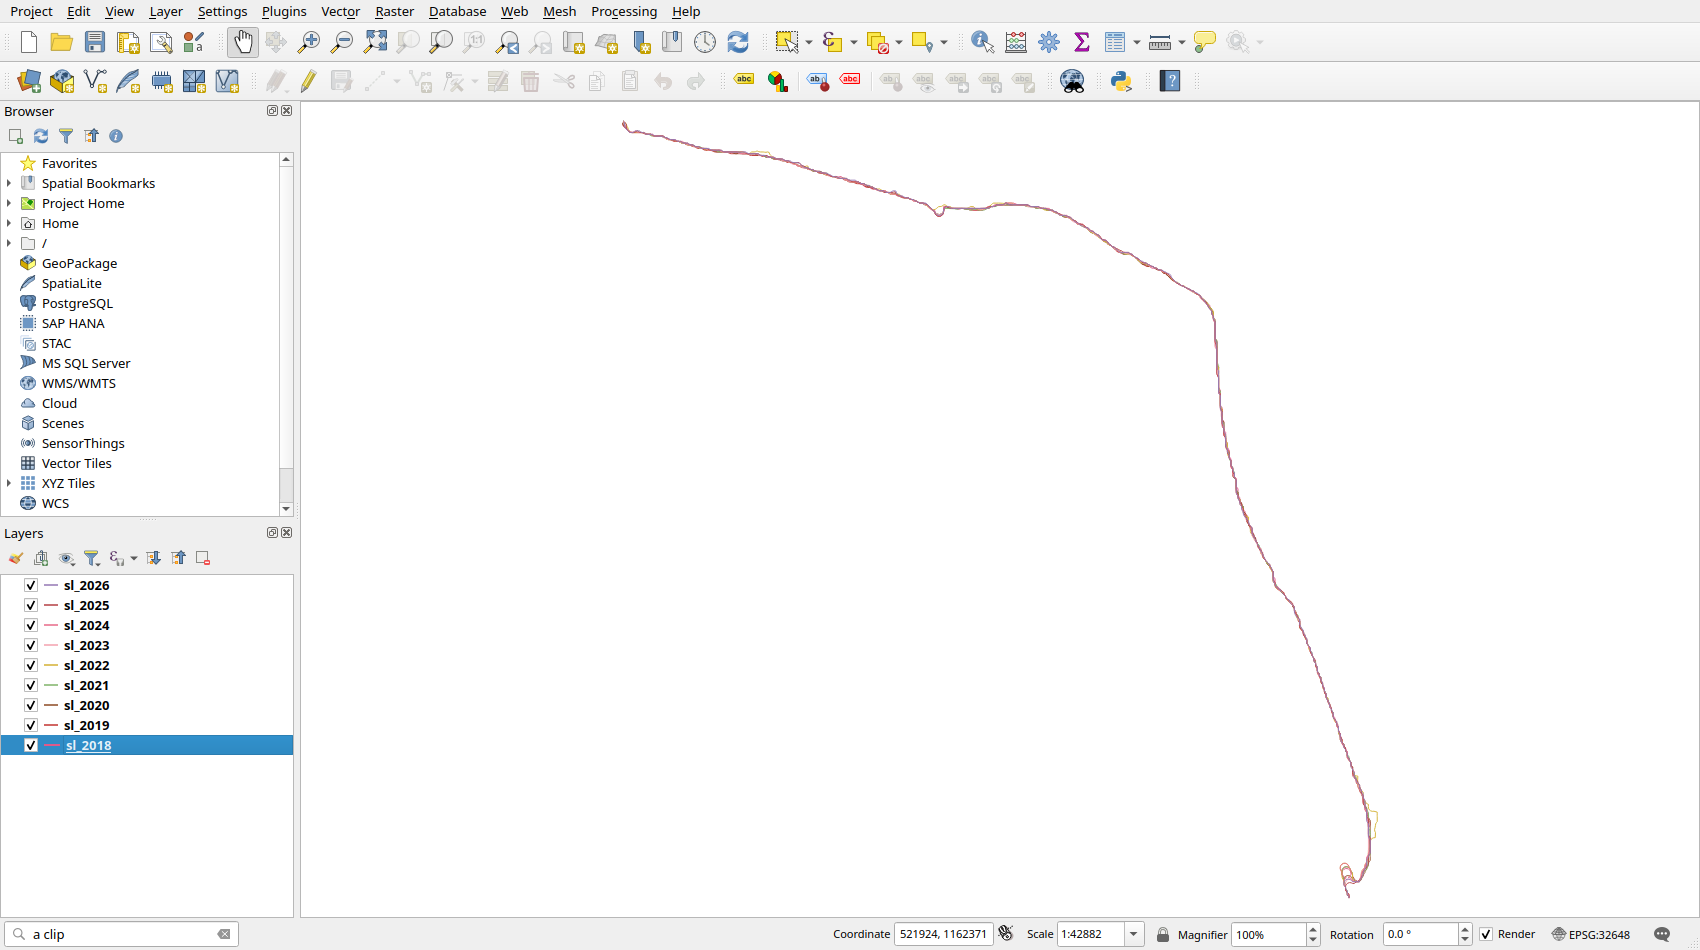 Project Edit View Layer Settings Plugins Vector Raster Database Web Mesh Processing Help
Browser
Favorites
Spatial Bookmarks
Project Home
Home
/
GeoPackage
SpatiaLite
PostgreSQL
SAP HANA
STAC
MS SQL Server
WMS/WMTS
Cloud
Scenes
SensorThings
Vector Tiles
XYZ Tiles
WCS
Layers
sl_2026
sl_2025
sl_2024
sl_2023
sl_2022
sl_2021
sl_2020
sl_2019
sl_2018
a clip Coordinate 521924, 1162371 Scale 1:42882 Magnifier 100% Rotation 0.0 ° Render EPSG:32648